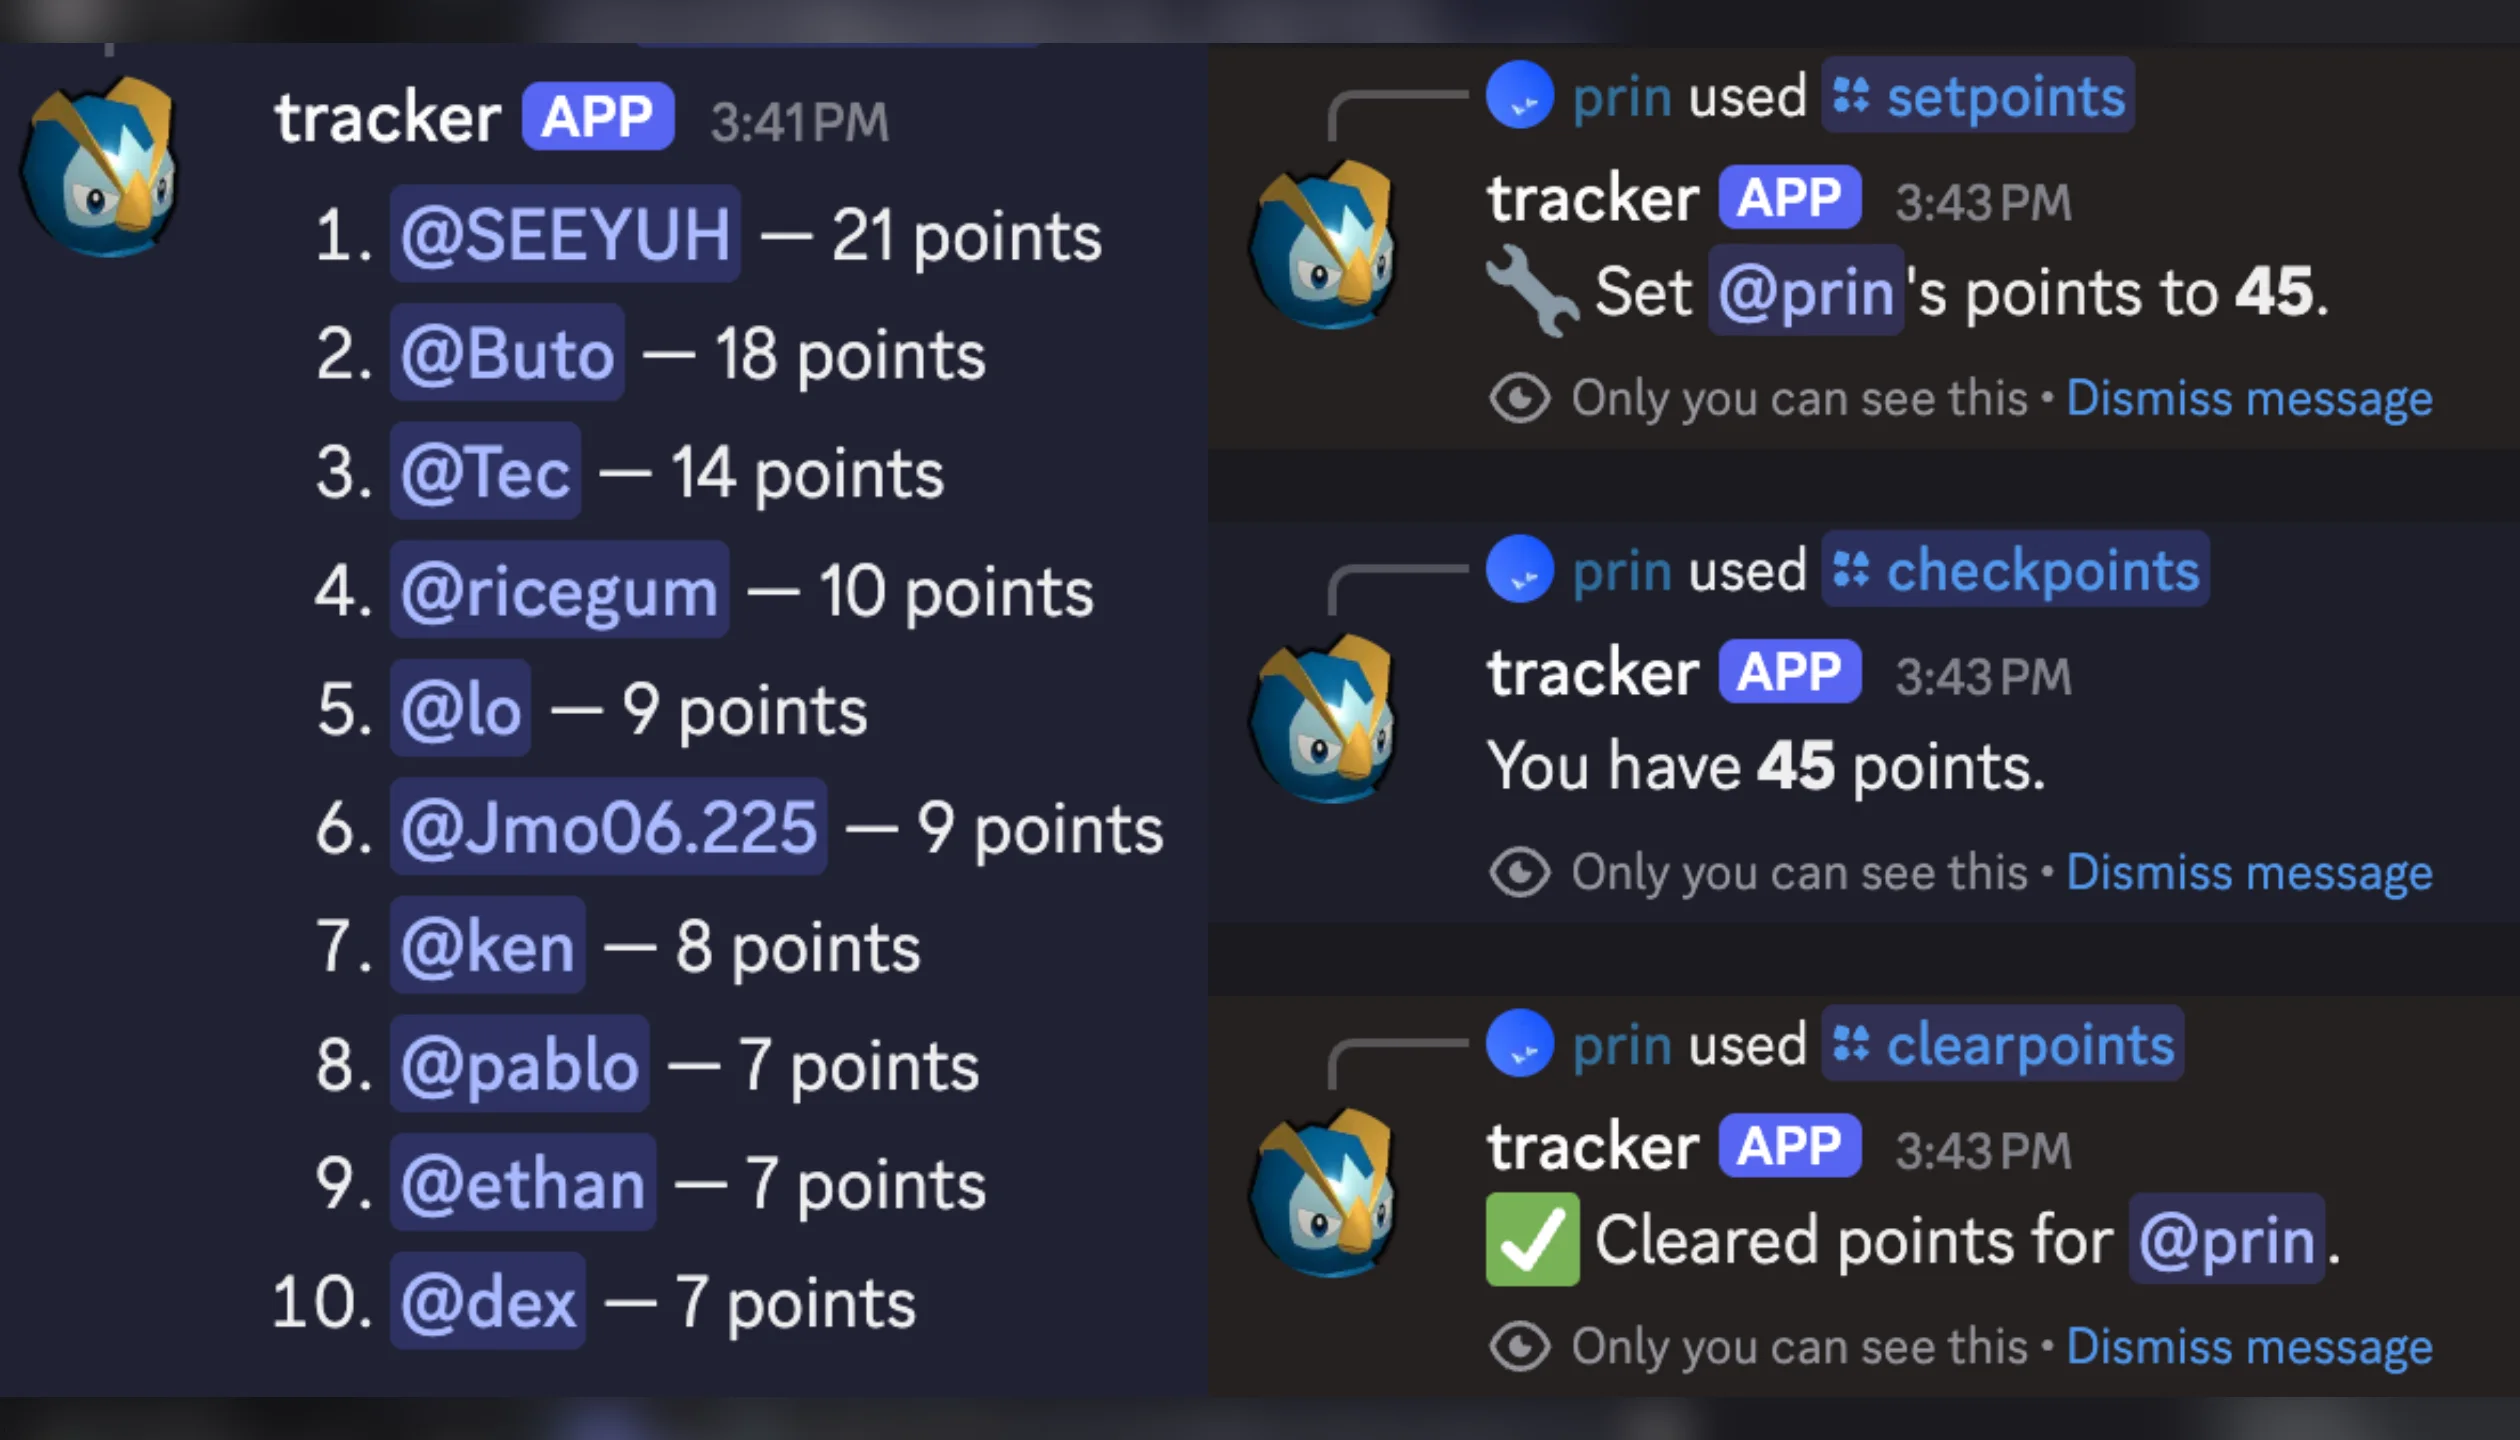 tracker APP 3:41 PM
1. @SEEYUH — 21 points
2. @Buto — 18 points
3. @Tec — 14 points
4. @ricegum — 10 points
5. @lo — 9 points
6. @Jmo06.225 — 9 points
7. @ken — 8 points
8. @pablo — 7 points
9. @ethan — 7 points
10. @dex — 7 points
prin used setpoints
tracker APP 3:43 PM
Set @prin's points to 45.
Only you can see this • Dismiss message
prin used checkpoints
tracker APP 3:43 PM
You have 45 points.
Only you can see this • Dismiss message
prin used clearpoints
tracker APP 3:43 PM
Cleared points for @prin.
Only you can see this • Dismiss message